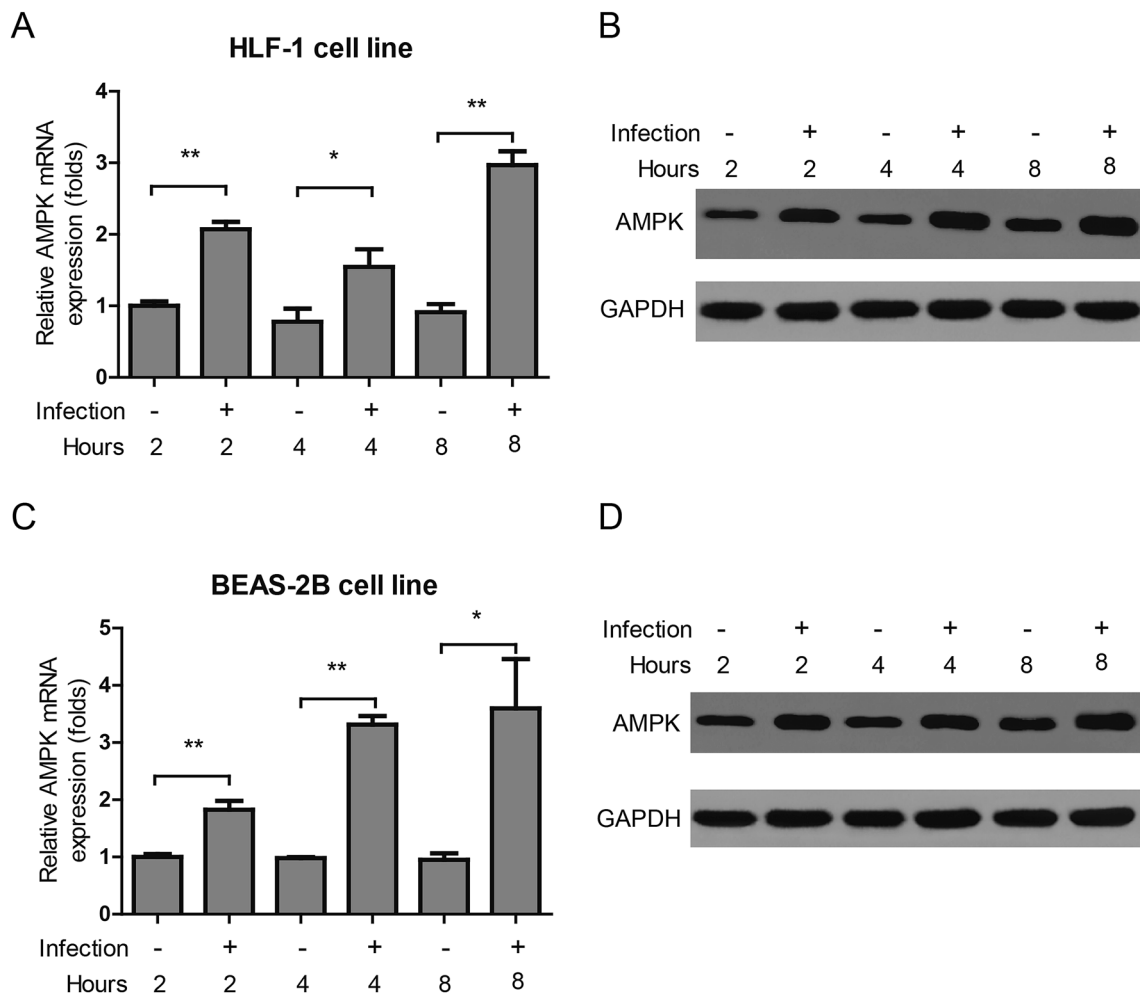 A
HLF-1 cell line
Relative AMPK mRNA
expression (folds)
4
3
2
1
0
** * **
Infection - + - + - +
Hours 2 2 4 4 8 8
B
Infection - + - + - +
Hours 2 2 4 4 8 8
AMPK
GAPDH
C
BEAS-2B cell line
Relative AMPK mRNA
expression (folds)
5
4
3
2
1
0
** ** *
Infection - + - + - +
Hours 2 2 4 4 8 8
D
Infection - + - + - +
Hours 2 2 4 4 8 8
AMPK
GAPDH